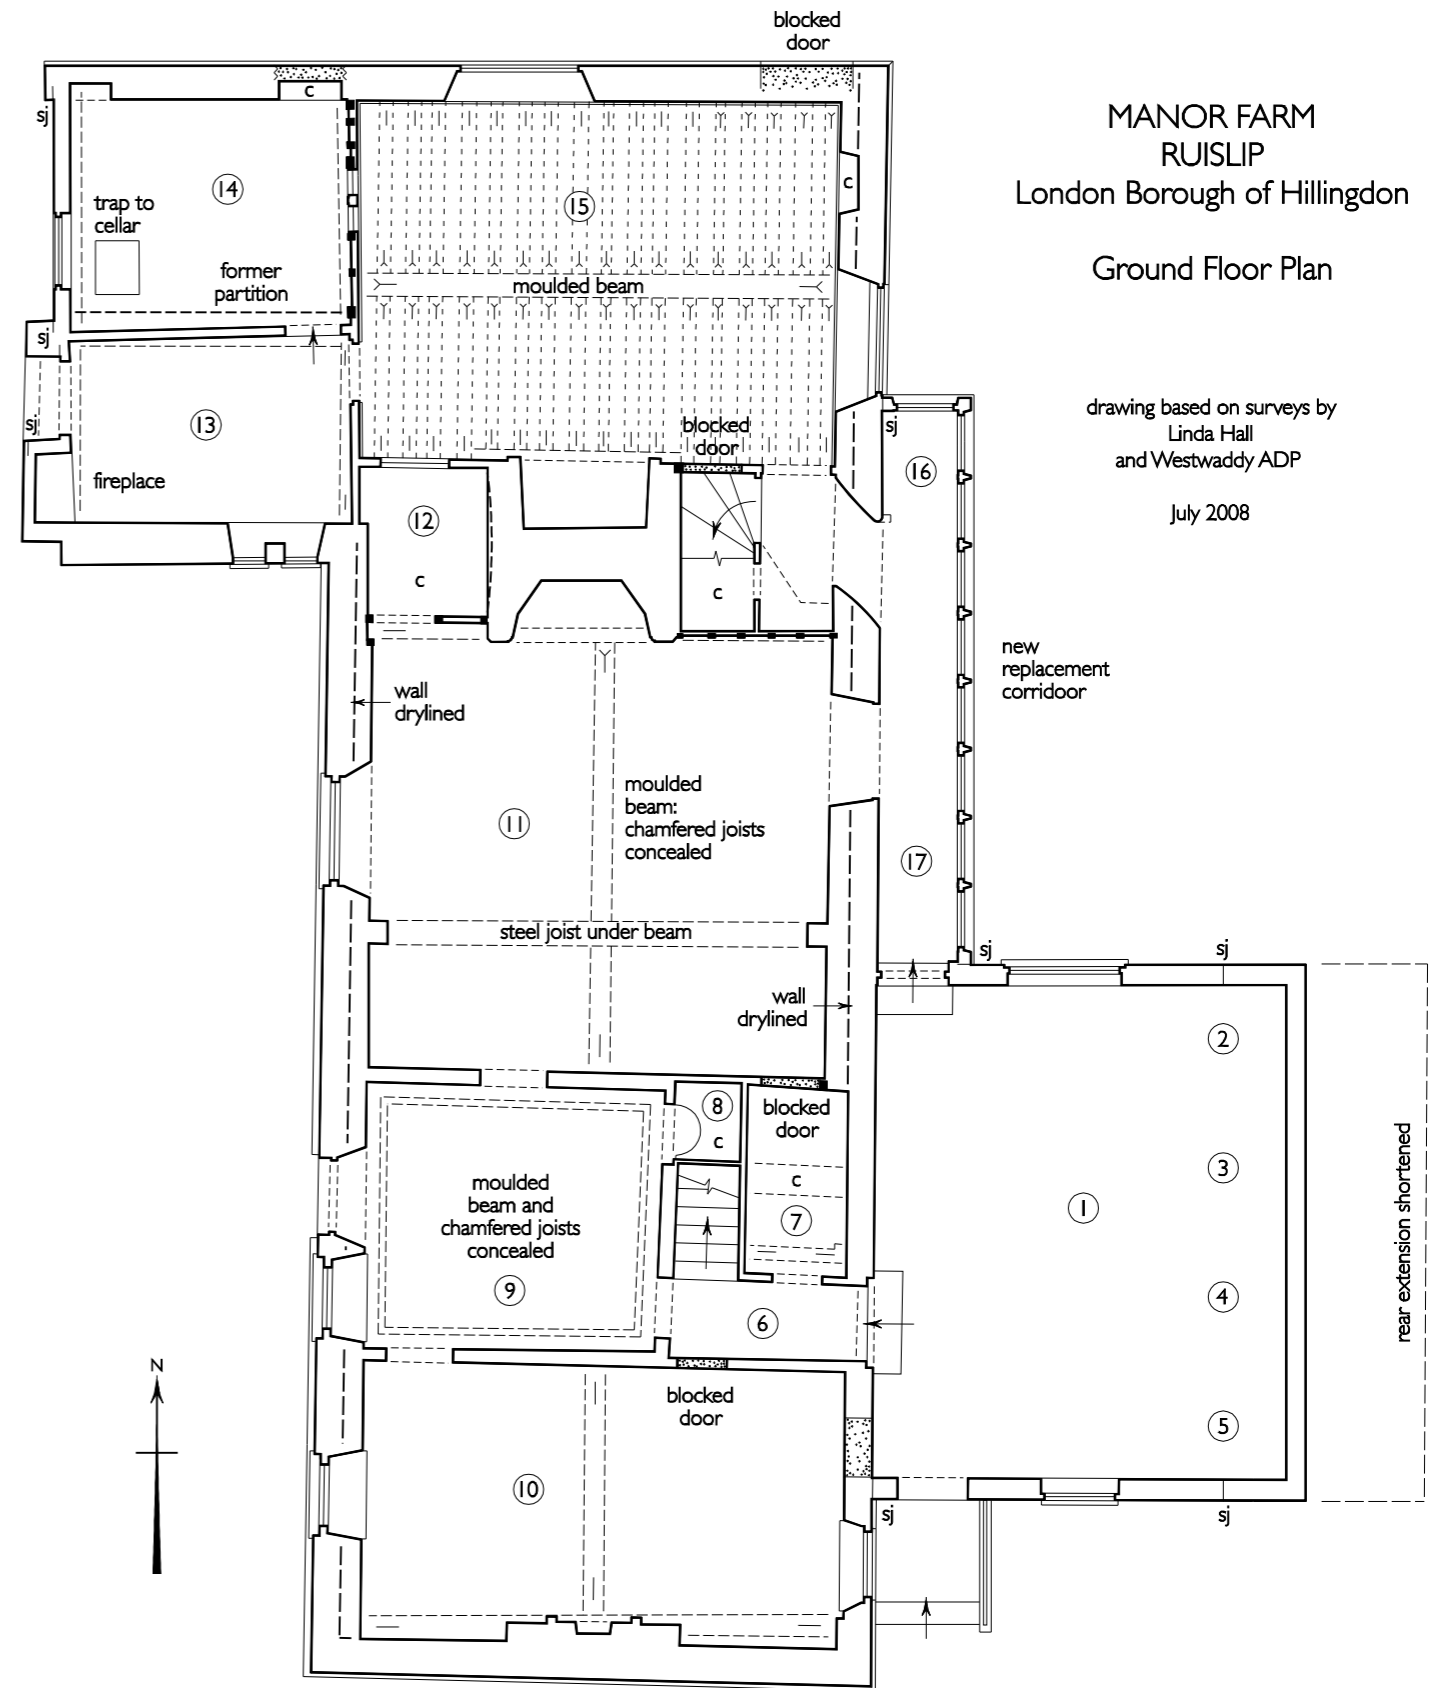 blocked
door
MANOR FARM
RUISLIP
London Borough of Hillingdon
Ground Floor Plan
drawing based on surveys by
Linda Hall
and Westwaddy ADP
July 2008
sj
c
14
trap to
cellar
former
partition
15
moulded beam
c
sj
sj
13
fireplace
blocked
door
sj
16
12
c
c
new
replacement
corridoor
wall
drylined
moulded
beam:
chamfered joists
concealed
11
17
steel joist under beam
sj
sj
wall
drylined
2
8
c
blocked
door
c
7
3
1
moulded
beam and
chamfered joists
concealed
9
6
4
rear extension shortened
N
blocked
door
5
10
sj
sj